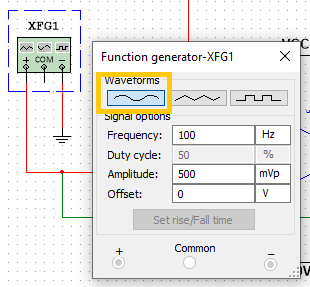 XFG1
COM
Function generator-XFG1
Waveforms
Signal options
Frequency: 100 Hz
Duty cycle: 50 %
Amplitude: 500 mVp
Offset: 0 V
Set rise/Fall time
+ Common −